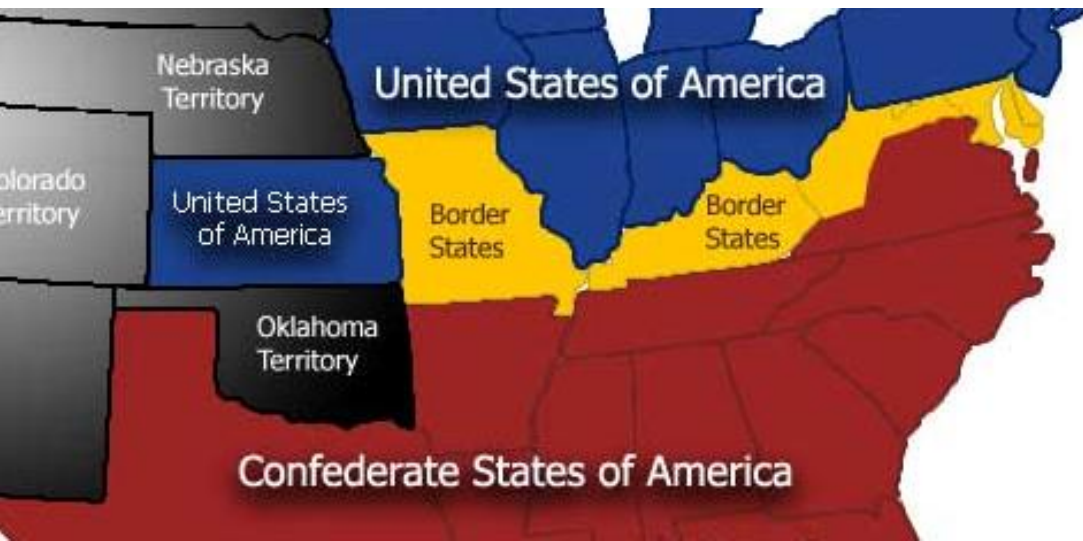 Nebraska
Territory
United States of America
olorado
erritory
United States
of America
Border
States
Border
States
Oklahoma
Territory
Confederate States of America